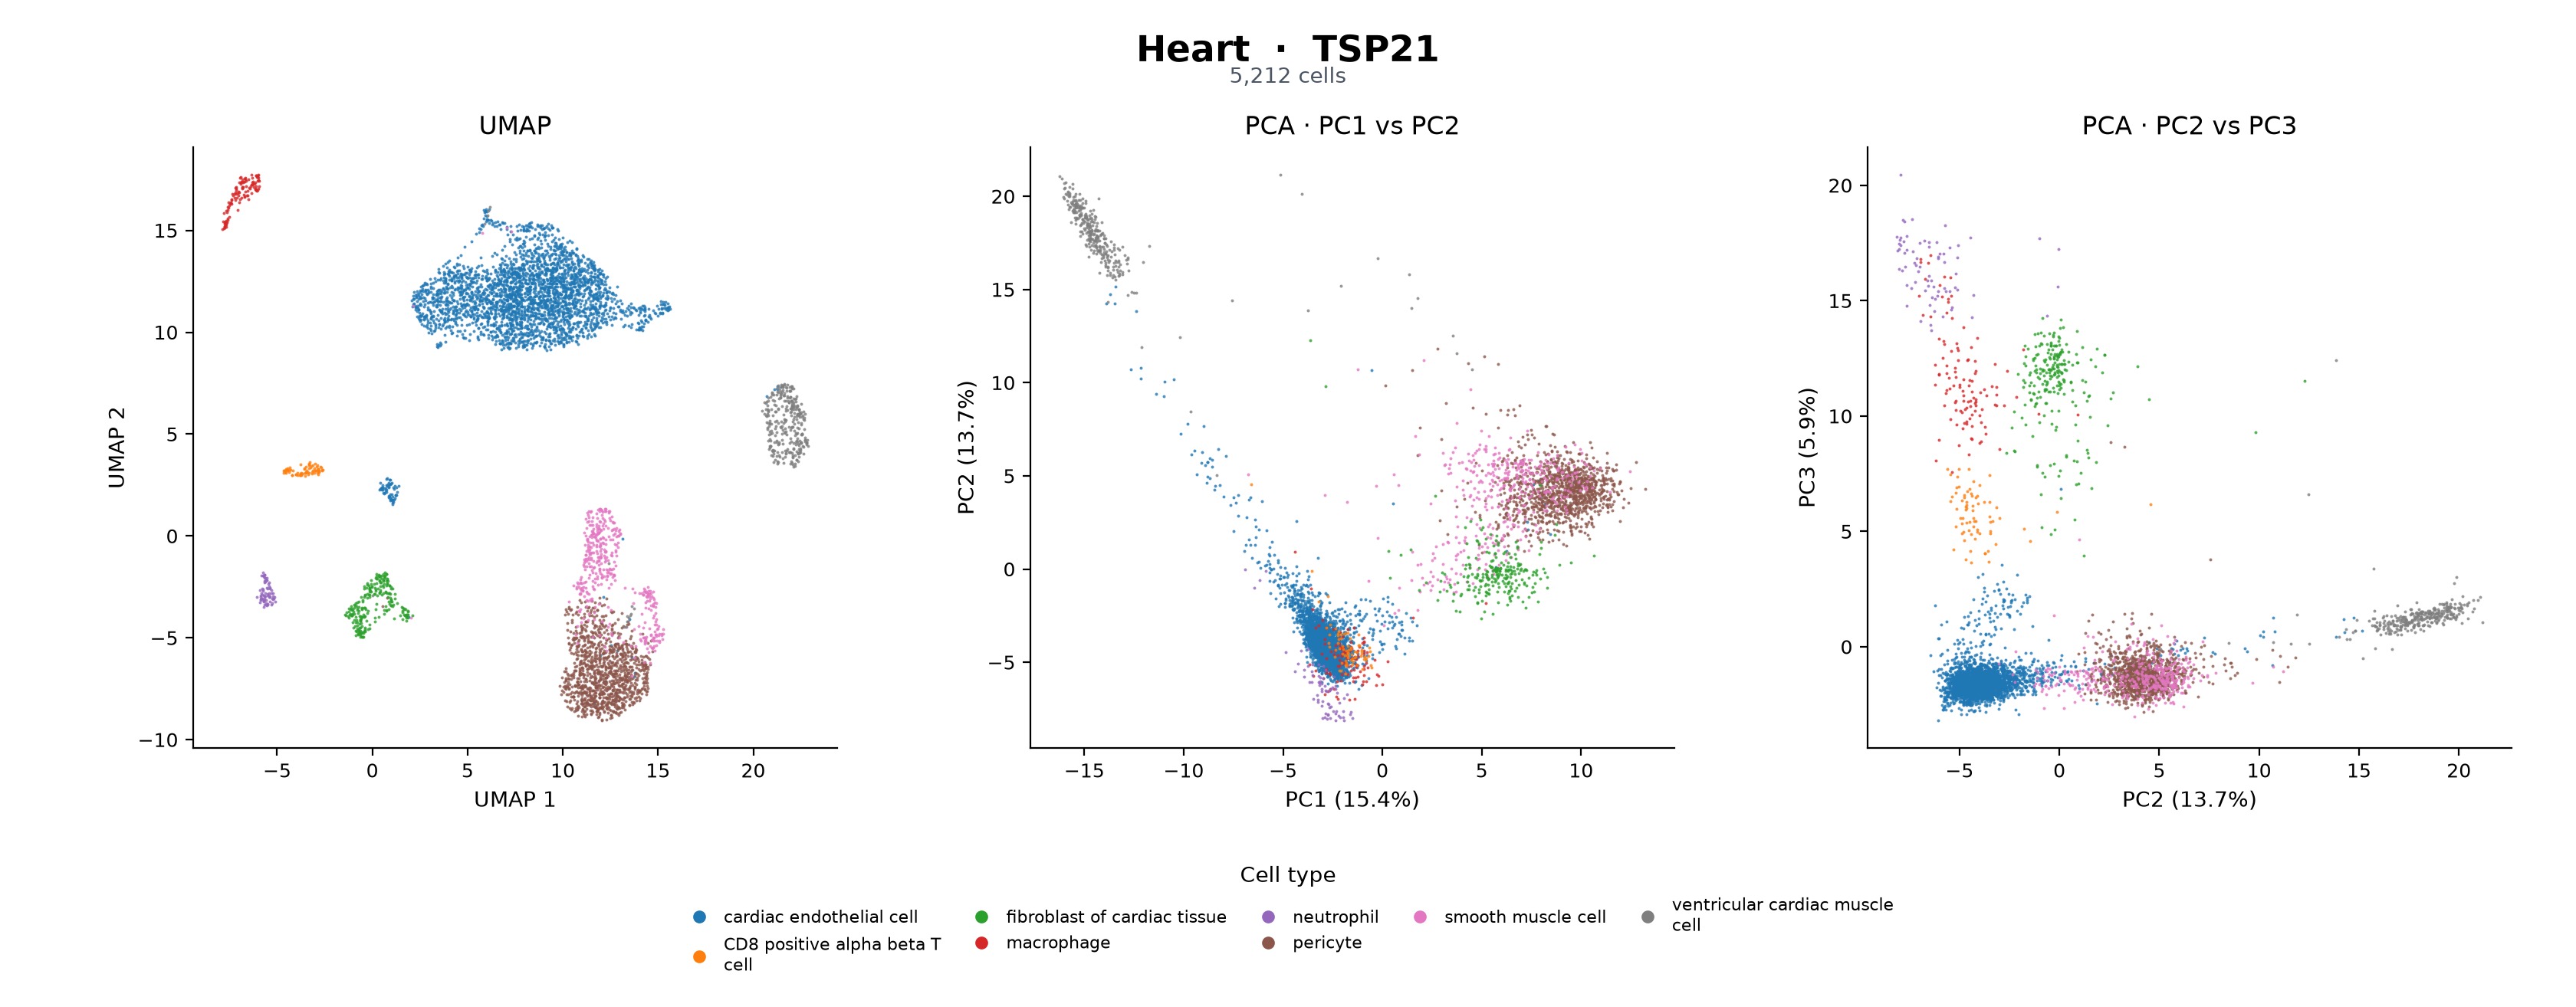 Heart · TSP21
5,212 cells
UMAP
PCA · PC1 vs PC2
PCA · PC2 vs PC3
UMAP 2
15
10
5
0
−5
−10
−5
0
5
10
15
20
UMAP 1
PC2 (13.7%)
20
15
10
5
0
−5
−15
−10
−5
0
5
10
PC1 (15.4%)
PC3 (5.9%)
20
15
10
5
0
−5
0
5
10
15
20
PC2 (13.7%)
Cell type
cardiac endothelial cell
CD8 positive alpha beta T
cell
fibroblast of cardiac tissue
macrophage
neutrophil
pericyte
smooth muscle cell
ventricular cardiac muscle
cell